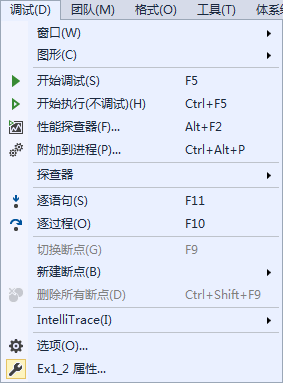 调试(D) 团队(M) 格式(O) 工具(T)
窗口(W)
图形(C)
开始调试(S) F5
开始执行(不调试)(H) Ctrl+F5
性能探查器(F)... Alt+F2
附加到进程(P)... Ctrl+Alt+P
探查器
逐语句(S) F11
逐过程(O) F10
切换断点(G) F9
新建断点(B)
删除所有断点(D) Ctrl+Shift+F9
IntelliTrace(I)
选项(O)...
Ex1_2 属性...